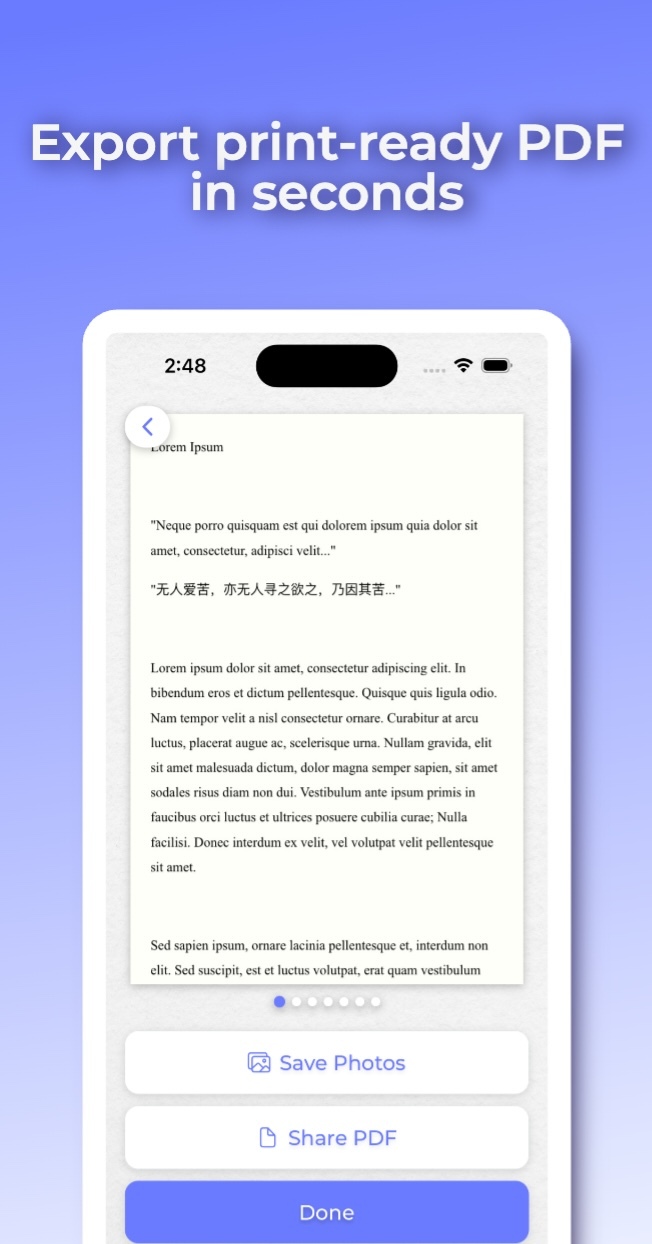 Export print-ready PDF
in seconds
2:48
Lorem Ipsum
"Neque porro quisquam est qui dolorem ipsum quia dolor sit
amet, consectetur, adipisci velit..."
"无人爱苦，亦无人寻之欲之，乃因其苦..."
Lorem ipsum dolor sit amet, consectetur adipiscing elit. In
bibendum eros et dictum pellentesque. Quisque quis ligula odio.
Nam tempor velit a nisl consectetur ornare. Curabitur at arcu
luctus, placerat augue ac, scelerisque urna. Nullam gravida, elit
sit amet malesuada dictum, dolor magna semper sapien, sit amet
sodales risus diam non dui. Vestibulum ante ipsum primis in
faucibus orci luctus et ultrices posuere cubilia curae; Nulla
facilisi. Donec interdum ex velit, vel volutpat velit pellentesque
sit amet.
Sed sapien ipsum, ornare lacinia pellentesque et, interdum non
elit. Sed suscipit, est et luctus volutpat, erat quam vestibulum
Save Photos
Share PDF
Done